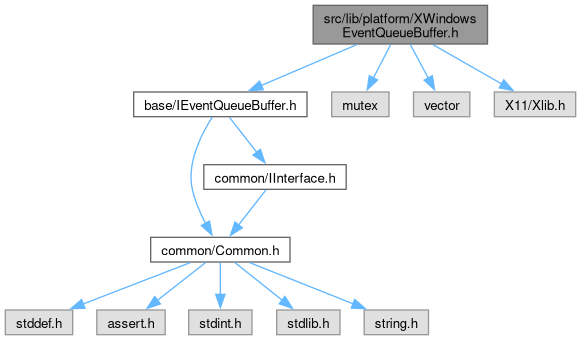 src/lib/platform/XWindows
EventQueueBuffer.h
base/IEventQueueBuffer.h
mutex
vector
X11/Xlib.h
common/IInterface.h
common/Common.h
stddef.h
assert.h
stdint.h
stdlib.h
string.h